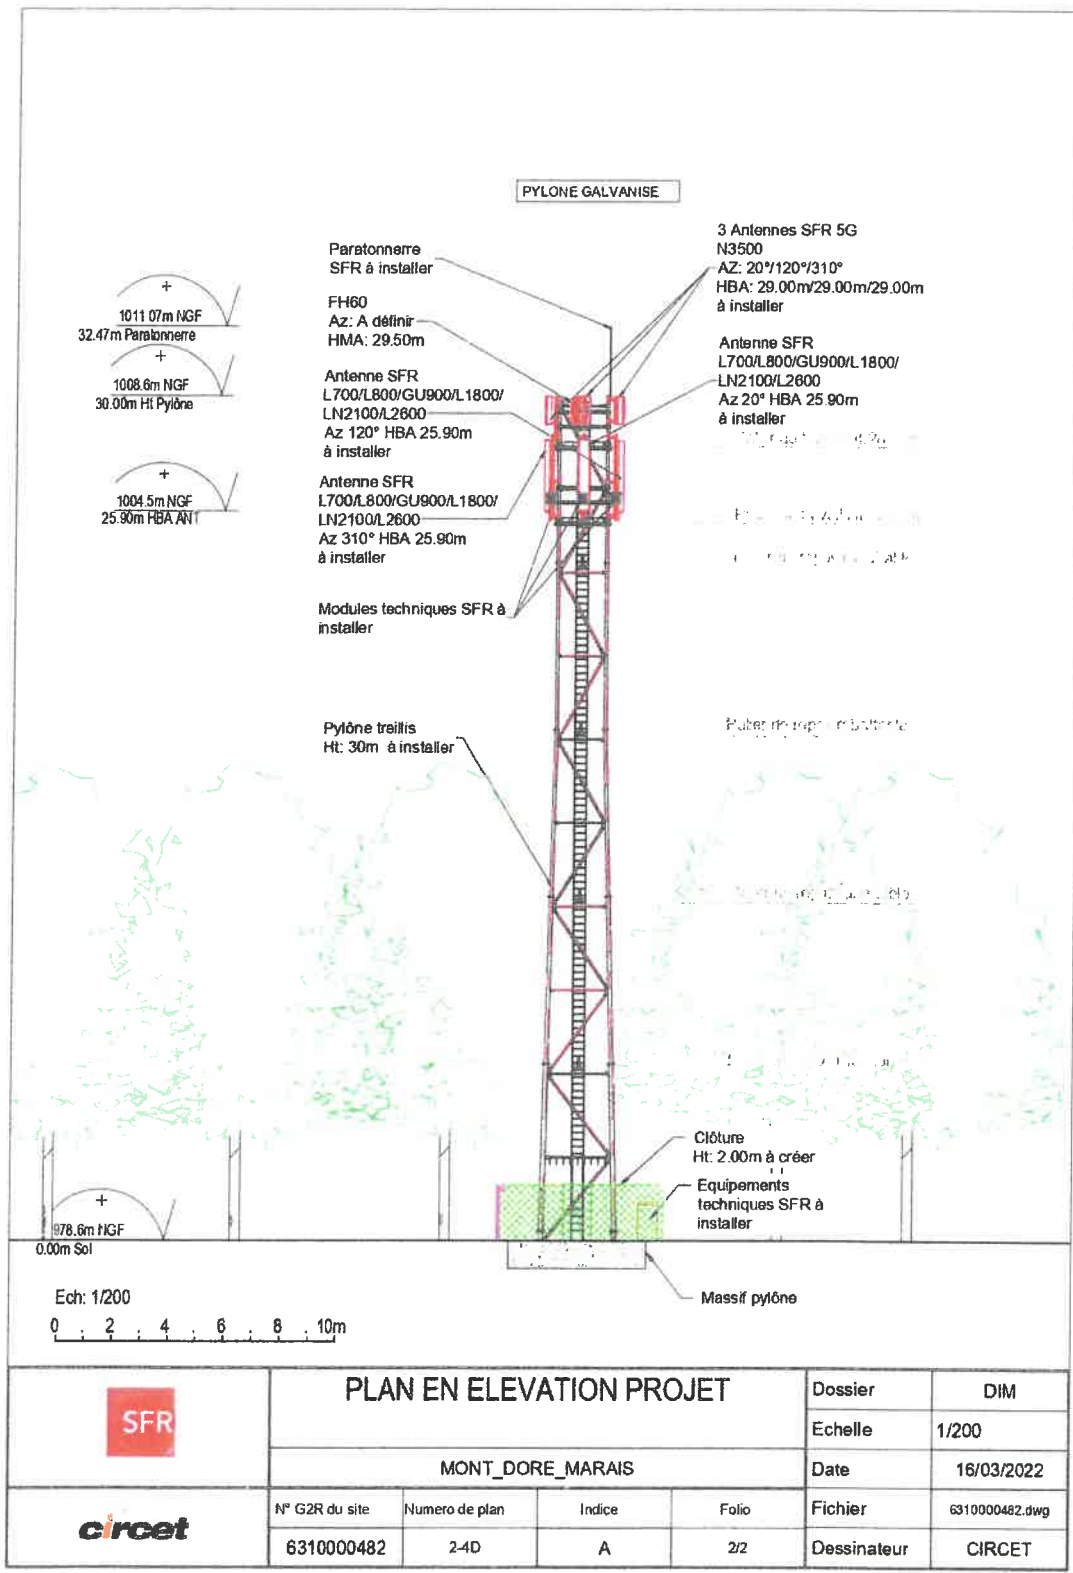 PYLONE GALVANISE
3 Antennes SFR 5G
N3500
AZ: 20°/120°/310°
HBA: 29.00m/29.00m/29.00m
à installer
Paratonnerre
SFR à installer
1011.07m NGF
32.47m Paratonnerre
FH60
Az: A définir
HMA: 29.50m
Antenne SFR
L700/L800/GU900/L1800/
LN2100/L2600
Az 20° HBA 25.90m
à installer
1008.6m NGF
30.00m Ht Pylône
Antenne SFR
L700/L800/GU900/L1800/
LN2100/L2600
Az 120° HBA 25.90m
à installer
1004.5m NGF
25.90m HBA ANT
Antenne SFR
L700/L800/GU900/L1800/
LN2100/L2600
Az 310° HBA 25.90m
à installer
Modules techniques SFR à
installer
Pylône treillis
Ht: 30m à installer
Clôture
Ht: 2.00m à créer
Equipements
techniques SFR à
installer
978.6m NGF
0.00m Sol
Massif pylône
Ech: 1/200
0 2 4 6 8 10m
SFR
PLAN EN ELEVATION PROJET
Dossier DIM
Echelle 1/200
MONT_DORE_MARAIS
Date 16/03/2022
circet
N° G2R du site Numero de plan Indice Folio
Fichier 6310000482.dwg
6310000482 2-4D A 2/2
Dessinateur CIRCET